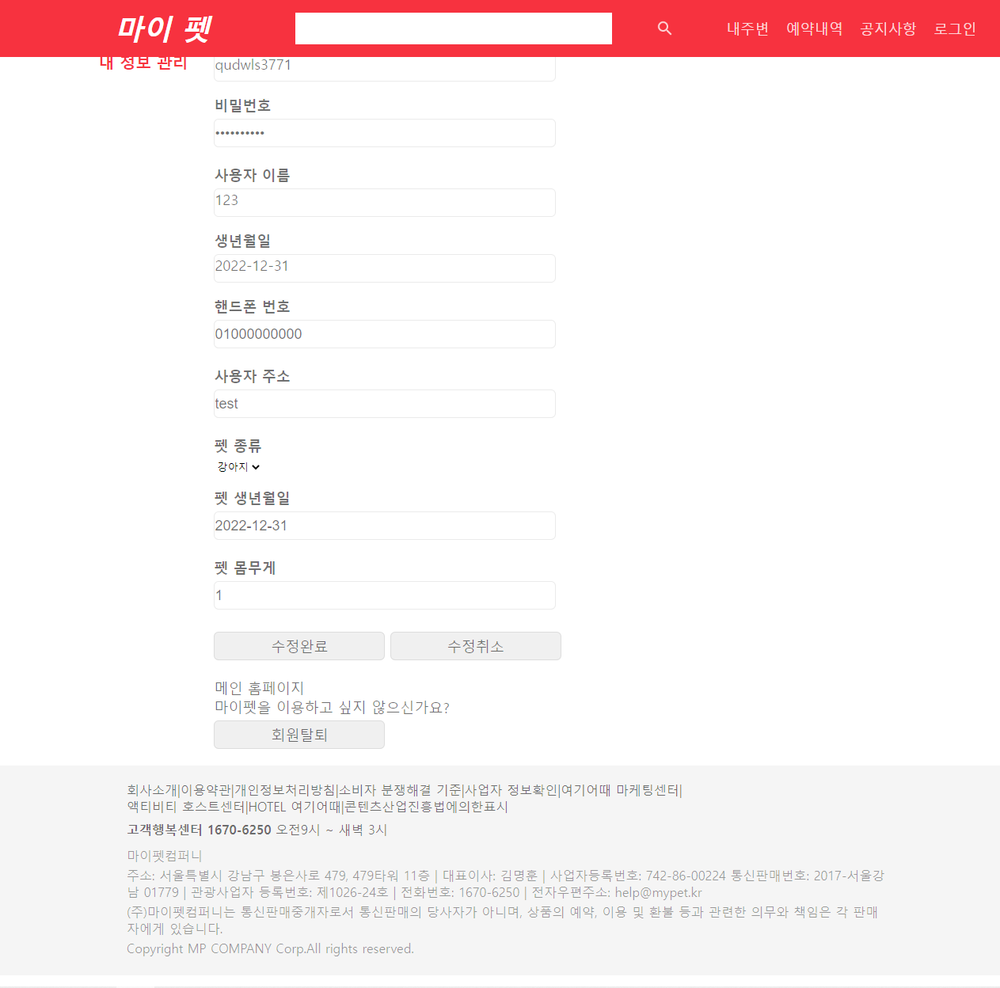 마이 펫
내주변 예약내역 공지사항 로그인
내 정보 관리
qudwls3771
비밀번호
••••••••••
사용자 이름
123
생년월일
2022-12-31
핸드폰 번호
01000000000
사용자 주소
test
펫 종류
강아지
펫 생년월일
2022-12-31
펫 몸무게
1
수정완료 수정취소
메인 홈페이지
마이펫을 이용하고 싶지 않으신가요?
회원탈퇴
회사소개|이용약관|개인정보처리방침|소비자 분쟁해결 기준|사업자 정보확인|여기어때 마케팅센터|
액티비티 호스트센터|HOTEL 여기어때|콘텐츠산업진흥법에의한표시
고객행복센터 1670-6250 오전9시 ~ 새벽 3시
마이펫컴퍼니
주소: 서울특별시 강남구 봉은사로 479, 479타워 11층 | 대표이사: 김명훈 | 사업자등록번호: 742-86-00224 통신판매번호: 2017-서울강
남 01779 | 관광사업자 등록번호: 제1026-24호 | 전화번호: 1670-6250 | 전자우편주소: help@mypet.kr
(주)마이펫컴퍼니는 통신판매중개자로서 통신판매의 당사자가 아니며, 상품의 예약, 이용 및 환불 등과 관련한 의무와 책임은 각 판매
자에게 있습니다.
Copyright MP COMPANY Corp.All rights reserved.